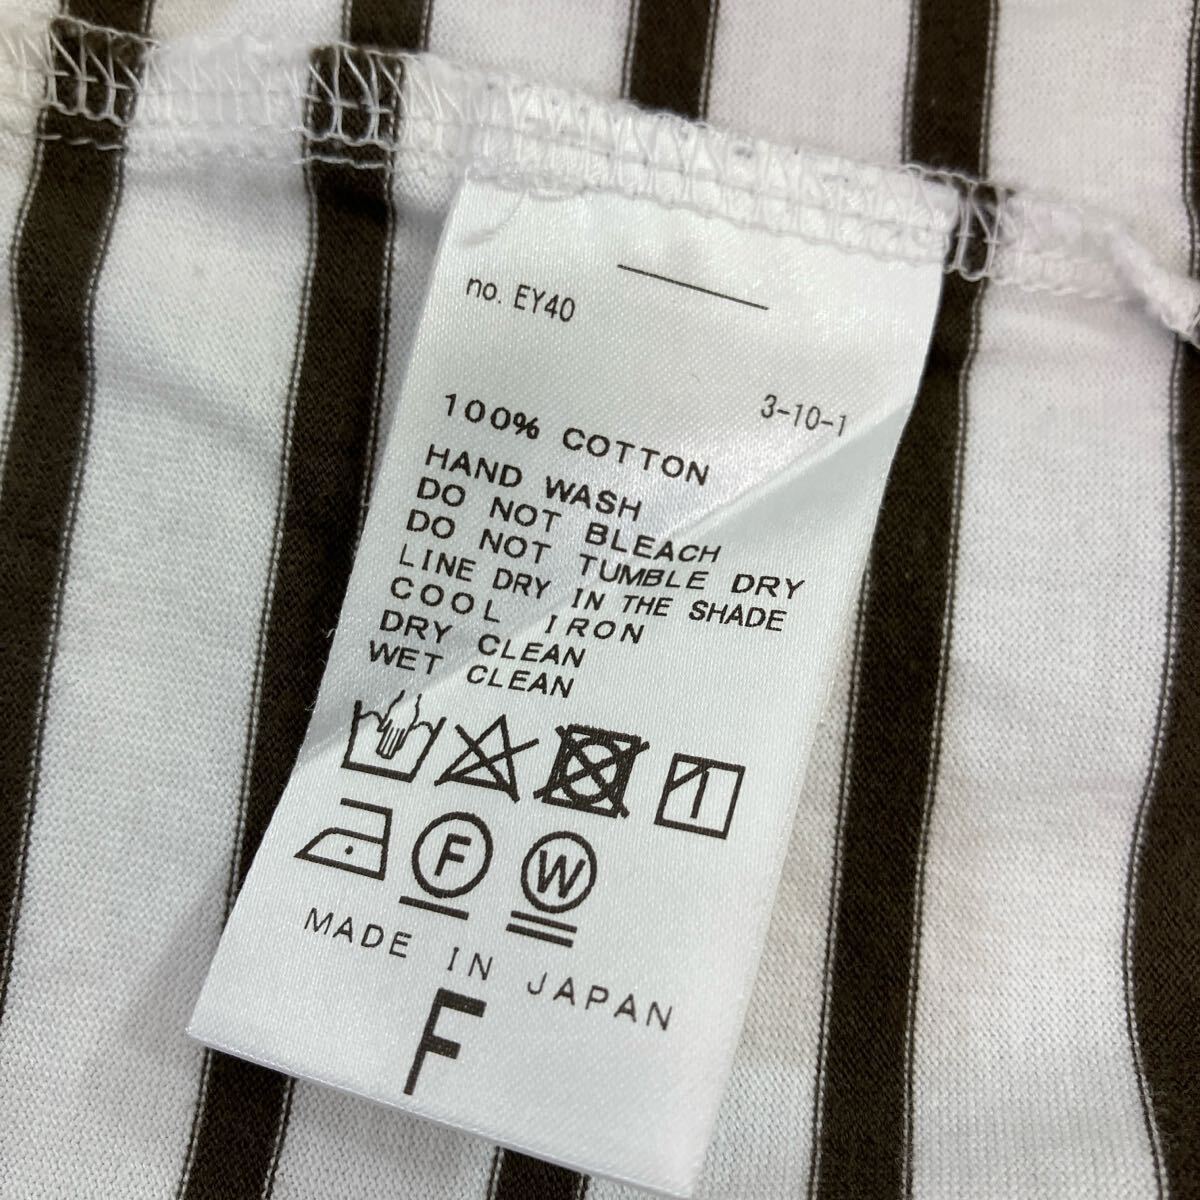 no. EY40
3-10-1
100% COTTON
HAND WASH
DO NOT BLEACH
DO NOT TUMBLE DRY
LINE DRY IN THE SHADE
COOL IRON
DRY CLEAN
WET CLEAN
F W
MADE IN JAPAN
F